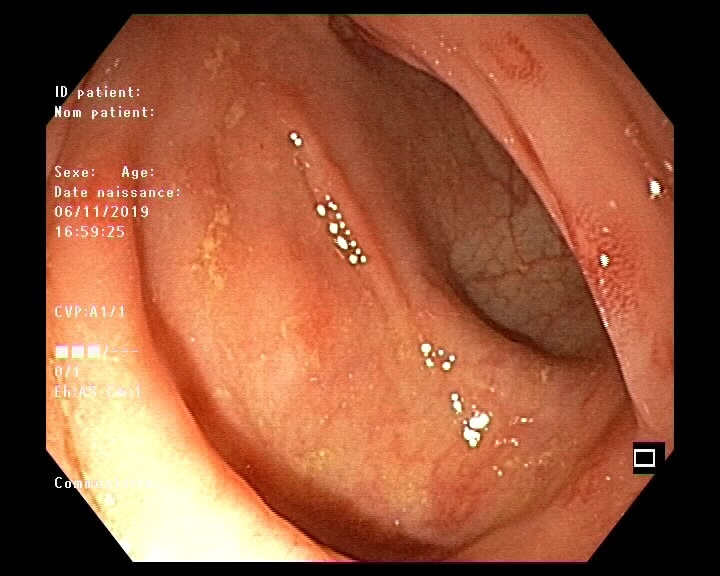 ID patient:
Nom patient:
Sexe: Age:
Date naissance:
06/11/2019
16:59:25
CVP:A1/1
0/1